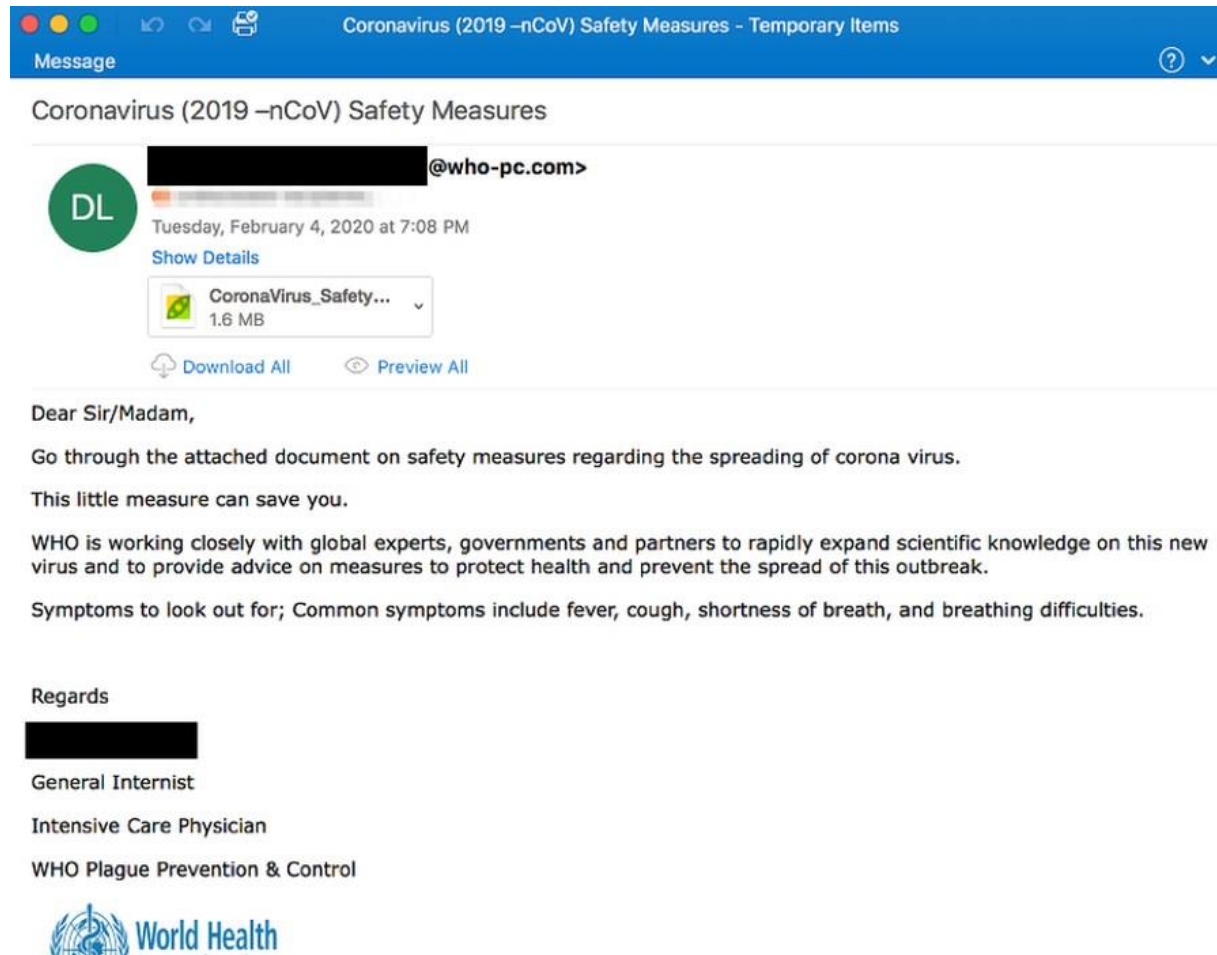 Coronavirus (2019 –nCoV) Safety Measures - Temporary Items
Message
Coronavirus (2019 –nCoV) Safety Measures
@who-pc.com>
DL
Tuesday, February 4, 2020 at 7:08 PM
Show Details
CoronaVirus_Safety...
1.6 MB
Download All Preview All
Dear Sir/Madam,
Go through the attached document on safety measures regarding the spreading of corona virus.
This little measure can save you.
WHO is working closely with global experts, governments and partners to rapidly expand scientific knowledge on this new
virus and to provide advice on measures to protect health and prevent the spread of this outbreak.
Symptoms to look out for; Common symptoms include fever, cough, shortness of breath, and breathing difficulties.
Regards
General Internist
Intensive Care Physician
WHO Plague Prevention & Control
World Health